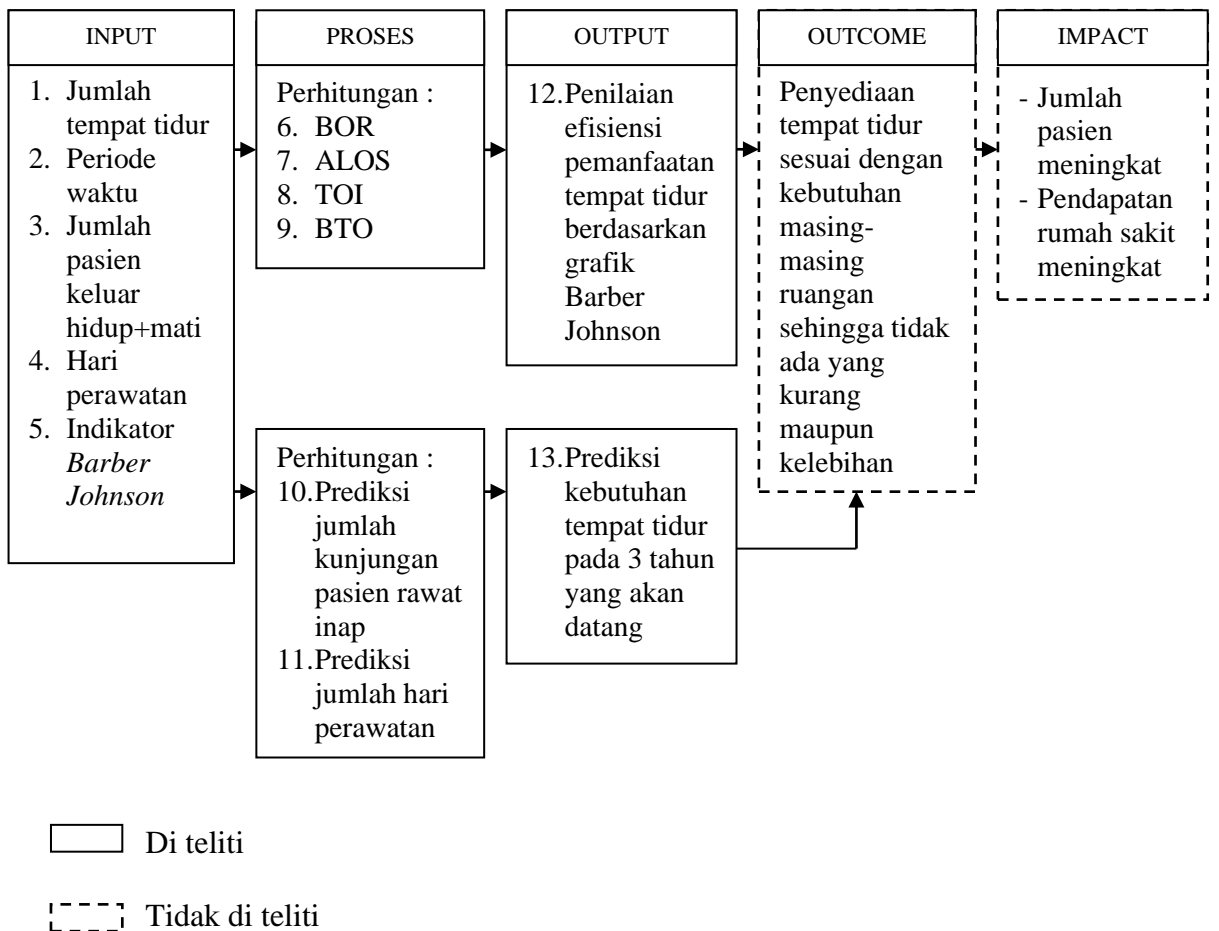 INPUT
1. Jumlah
tempat tidur
2. Periode
waktu
3. Jumlah
pasien
keluar
hidup+mati
4. Hari
perawatan
5. Indikator
Barber
Johnson
PROSES
Perhitungan :
6. BOR
7. ALOS
8. TOI
9. BTO
Perhitungan :
10.Prediksi
jumlah
kunjungan
pasien rawat
inap
11.Prediksi
jumlah hari
perawatan
OUTPUT
12.Penilaian
efisiensi
pemanfaatan
tempat tidur
berdasarkan
grafik
Barber
Johnson
13.Prediksi
kebutuhan
tempat tidur
pada 3 tahun
yang akan
datang
OUTCOME
Penyediaan
tempat tidur
sesuai dengan
kebutuhan
masing-
masing
ruangan
sehingga tidak
ada yang
kurang
maupun
kelebihan
IMPACT
- Jumlah
pasien
meningkat
- Pendapatan
rumah sakit
meningkat
Di teliti
Tidak di teliti